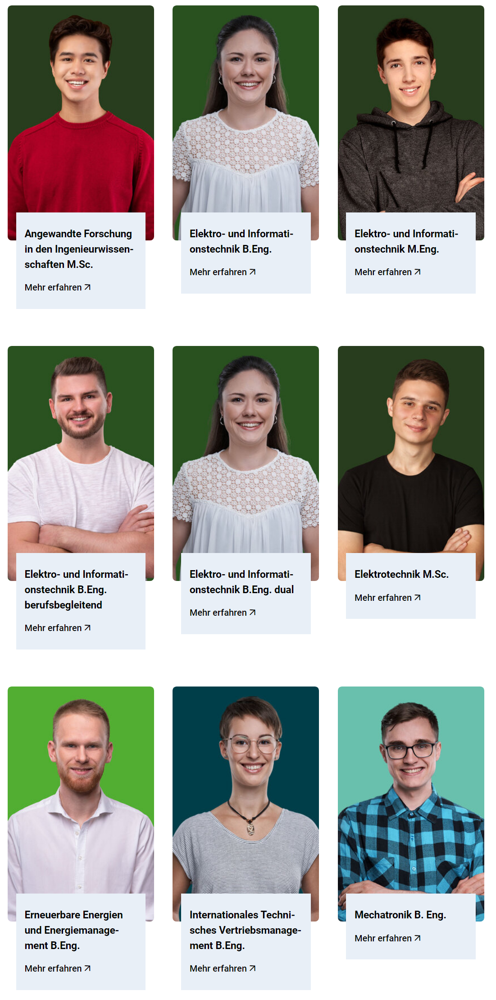 Angewandte Forschung
in den Ingenieurwissen-
schaften M.Sc.
Mehr erfahren
Elektro- und Informati-
onstechnik B.Eng.
Mehr erfahren
Elektro- und Informati-
onstechnik M.Eng.
Mehr erfahren
Elektro- und Informati-
onstechnik B.Eng.
berufsbegleitend
Mehr erfahren
Elektro- und Informati-
onstechnik B.Eng. dual
Mehr erfahren
Elektrotechnik M.Sc.
Mehr erfahren
Erneuerbare Energien
und Energiemanage-
ment B.Eng.
Mehr erfahren
Internationales Techni-
sches Vertriebsmanage-
ment B.Eng.
Mehr erfahren
Mechatronik B. Eng.
Mehr erfahren